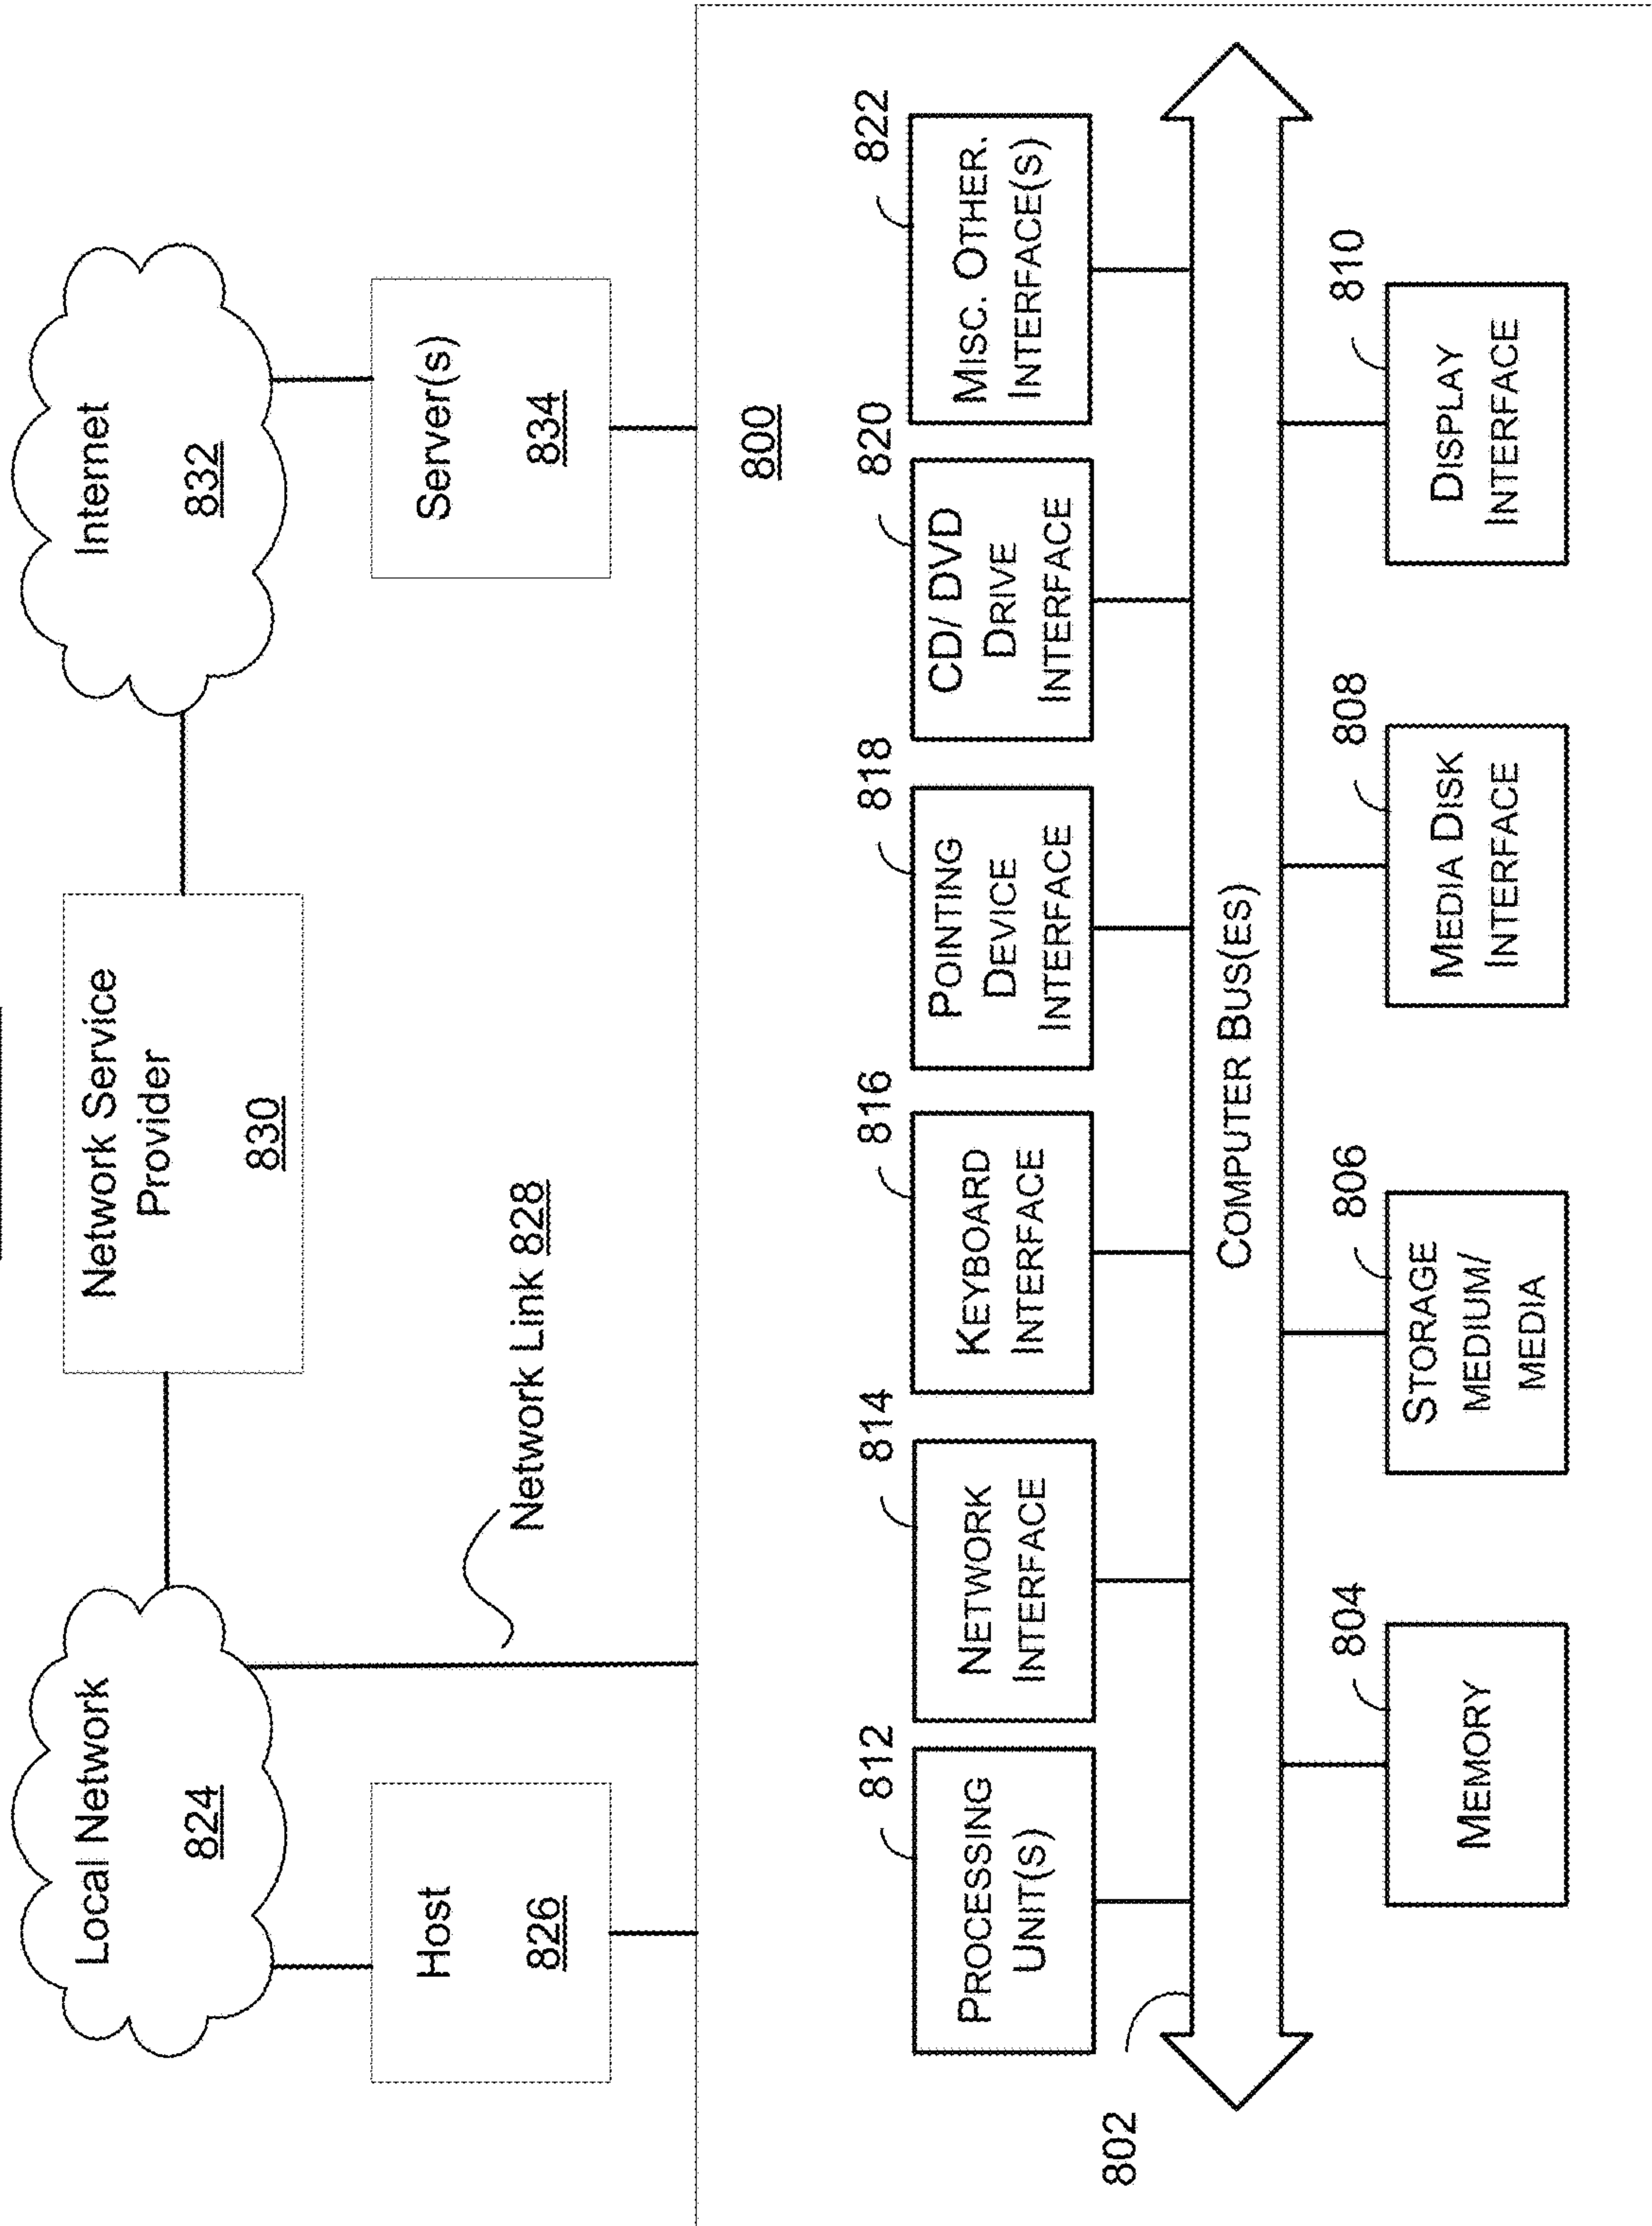 Local Network
824
Network Service
Provider
830
Internet
832
Host
826
Network Link 828
Server(s)
834
800
812
PROCESSING
UNIT(S)
814
NETWORK
INTERFACE
816
KEYBOARD
INTERFACE
818
POINTING
DEVICE
INTERFACE
820
CD/ DVD
DRIVE
INTERFACE
822
MISC. OTHER.
INTERFACE(S)
802
COMPUTER BUS(ES)
804
MEMORY
806
STORAGE
MEDIUM/
MEDIA
808
MEDIA DISK
INTERFACE
810
DISPLAY
INTERFACE